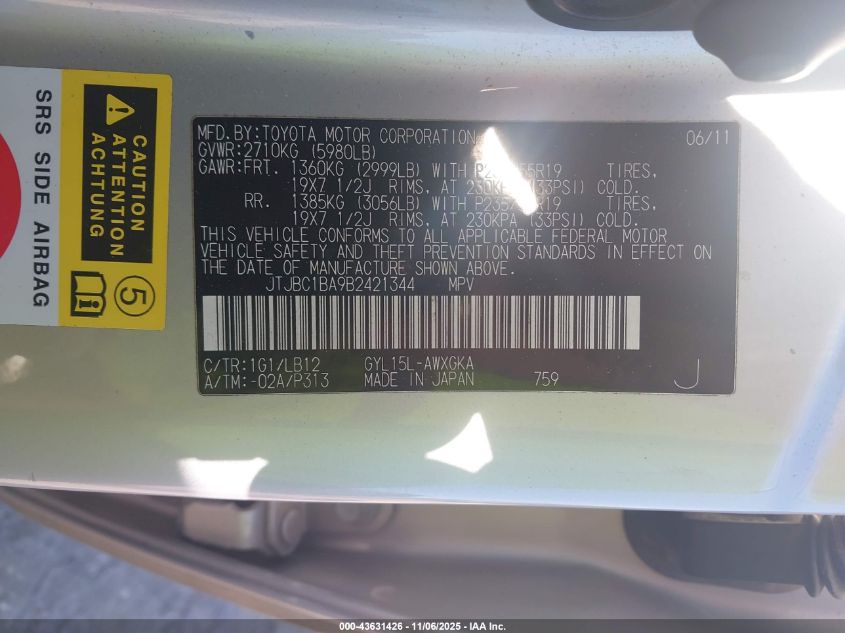 SRS SIDE AIRBAG
CAUTION
ATTENTION
ACHTUNG
5
MFD.BY:TOYOTA MOTOR CORPORATION 06/11
GVWR:2710KG (5980LB)
GAWR:FRT. 1360KG (2999LB) WITH TIRES,
19X7 1/2J RIMS, AT 230KPA (33PSI) COLD.
RR. 1385KG (3056LB) WITH TIRES,
19X7 1/2J RIMS, AT 230KPA (33PSI) COLD.
THIS VEHICLE CONFORMS TO ALL APPLICABLE FEDERAL MOTOR
VEHICLE SAFETY AND THEFT PREVENTION STANDARDS IN EFFECT ON
THE DATE OF MANUFACTURE SHOWN ABOVE.
JTJBC1BA9B2421344 MPV
C/TR:1G1/LB12 GYL15L-AWXGKA
A/TM:-02A/P313 MADE IN JAPAN 759 J
000-43631426 - 11/06/2025 - IAA Inc.